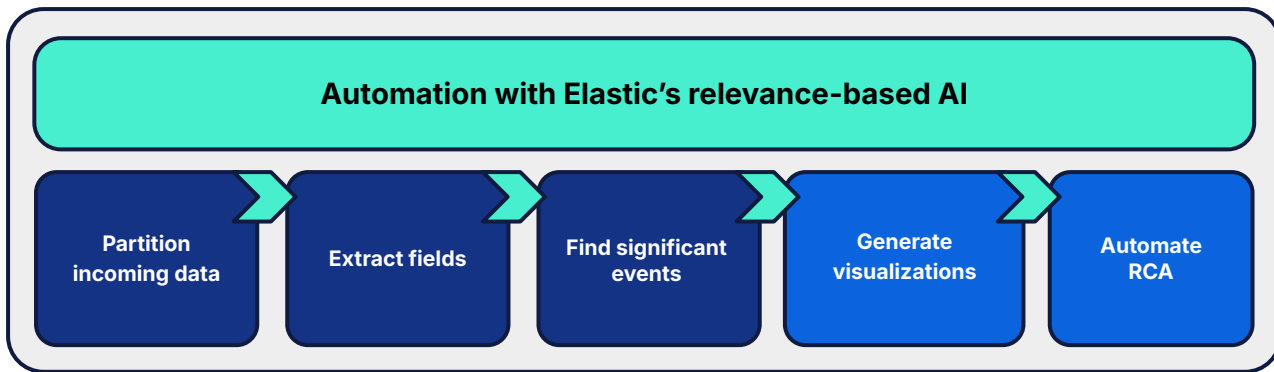 Automation with Elastic’s relevance-based AI
Partition
incoming data
Extract fields
Find significant
events
Generate
visualizations
Automate
RCA